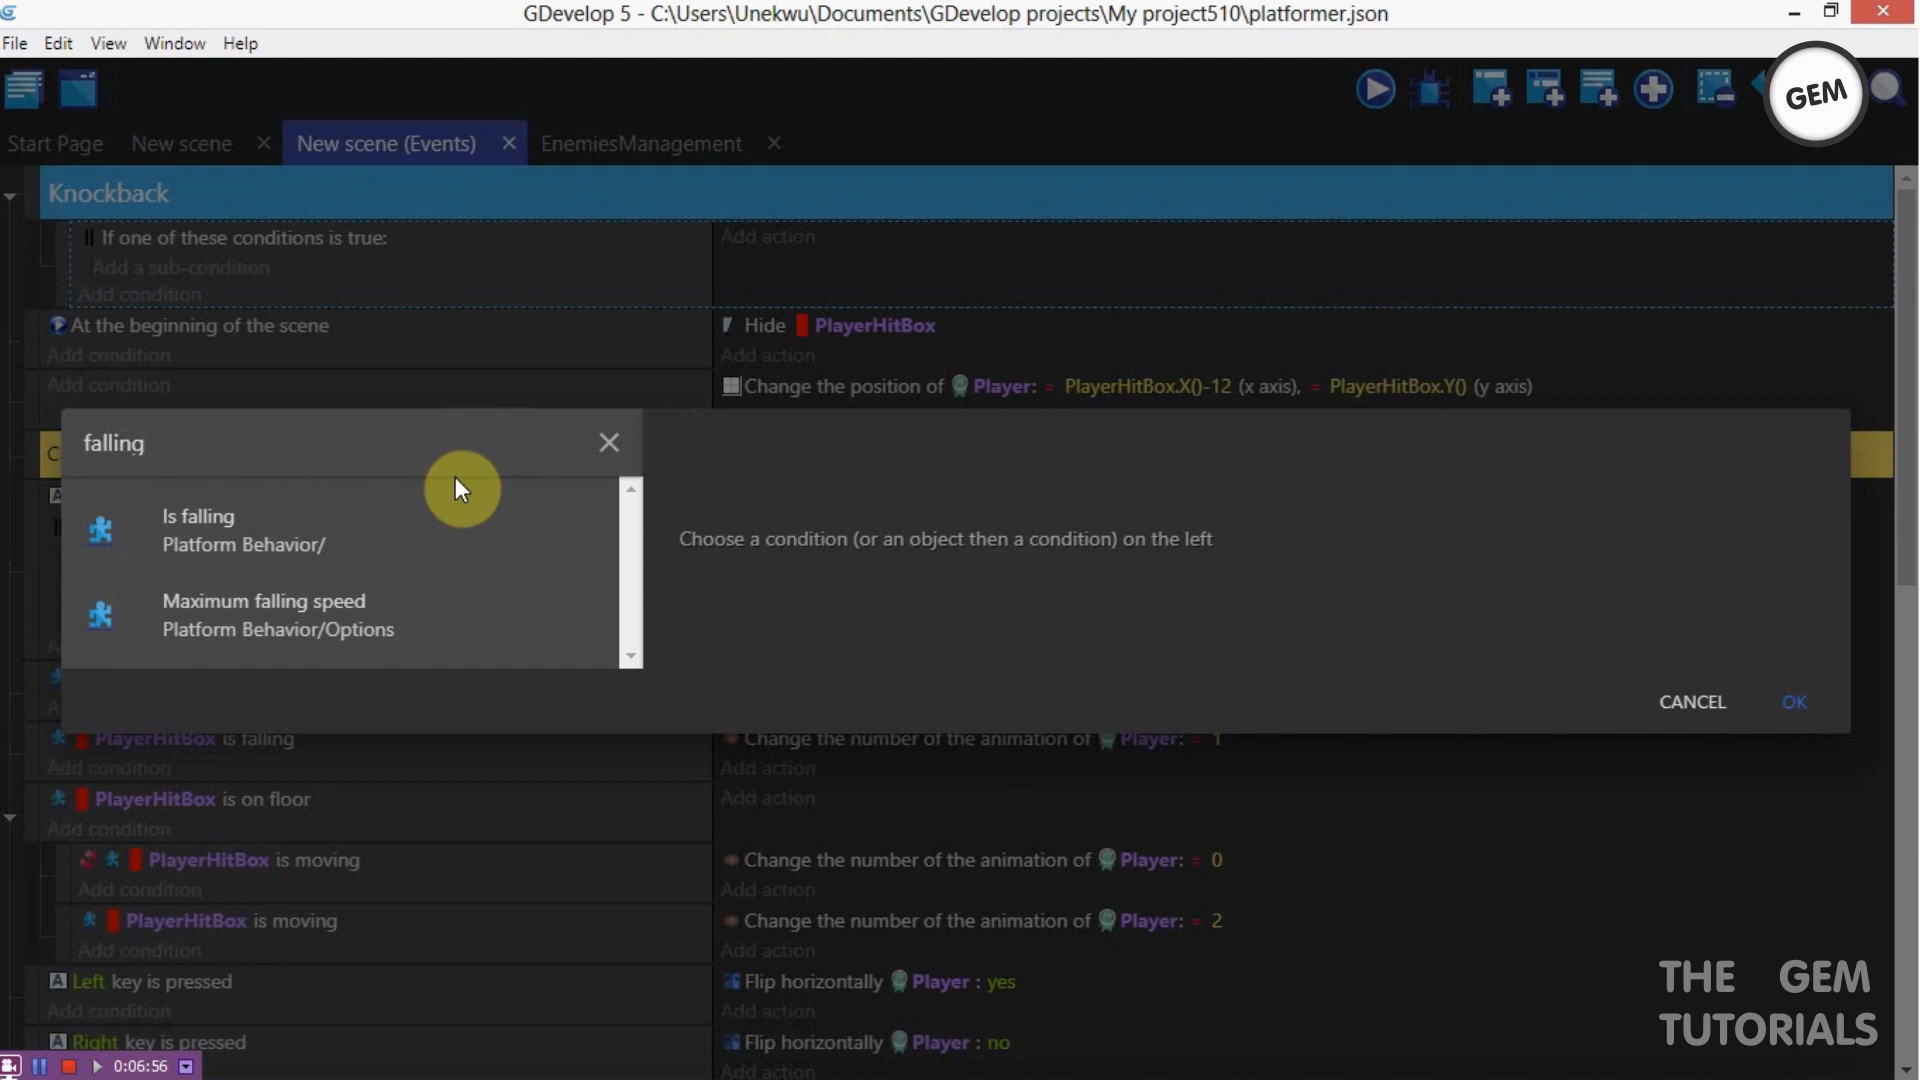 GDevelop 5 - C:\Users\Unekwu\Documents\GDevelop projects\My project510\platformer.json
File Edit View Window Help
GEM
Start Page New scene New scene (Events) EnemiesManagement
Knockback
If one of these conditions is true: Add action
Add a sub-condition
Add condition
At the beginning of the scene Hide PlayerHitBox
Add condition Add action
Add condition Change the position of Player: = PlayerHitBox.X()-12 (x axis), = PlayerHitBox.Y() (y axis)
falling
Is falling
Platform Behavior/
Choose a condition (or an object then a condition) on the left
Maximum falling speed
Platform Behavior/Options
CANCEL OK
PlayerHitBox is falling Change the number of the animation of Player: = 1
Add condition Add action
PlayerHitBox is on floor Add action
Add condition
PlayerHitBox is moving Change the number of the animation of Player: = 0
Add condition Add action
PlayerHitBox is moving Change the number of the animation of Player: = 2
Add condition Add action
Left key is pressed Flip horizontally Player : yes
Add condition Add action
Right key is pressed Flip horizontally Player : no
Add action
0:06:56
THE GEM
TUTORIALS